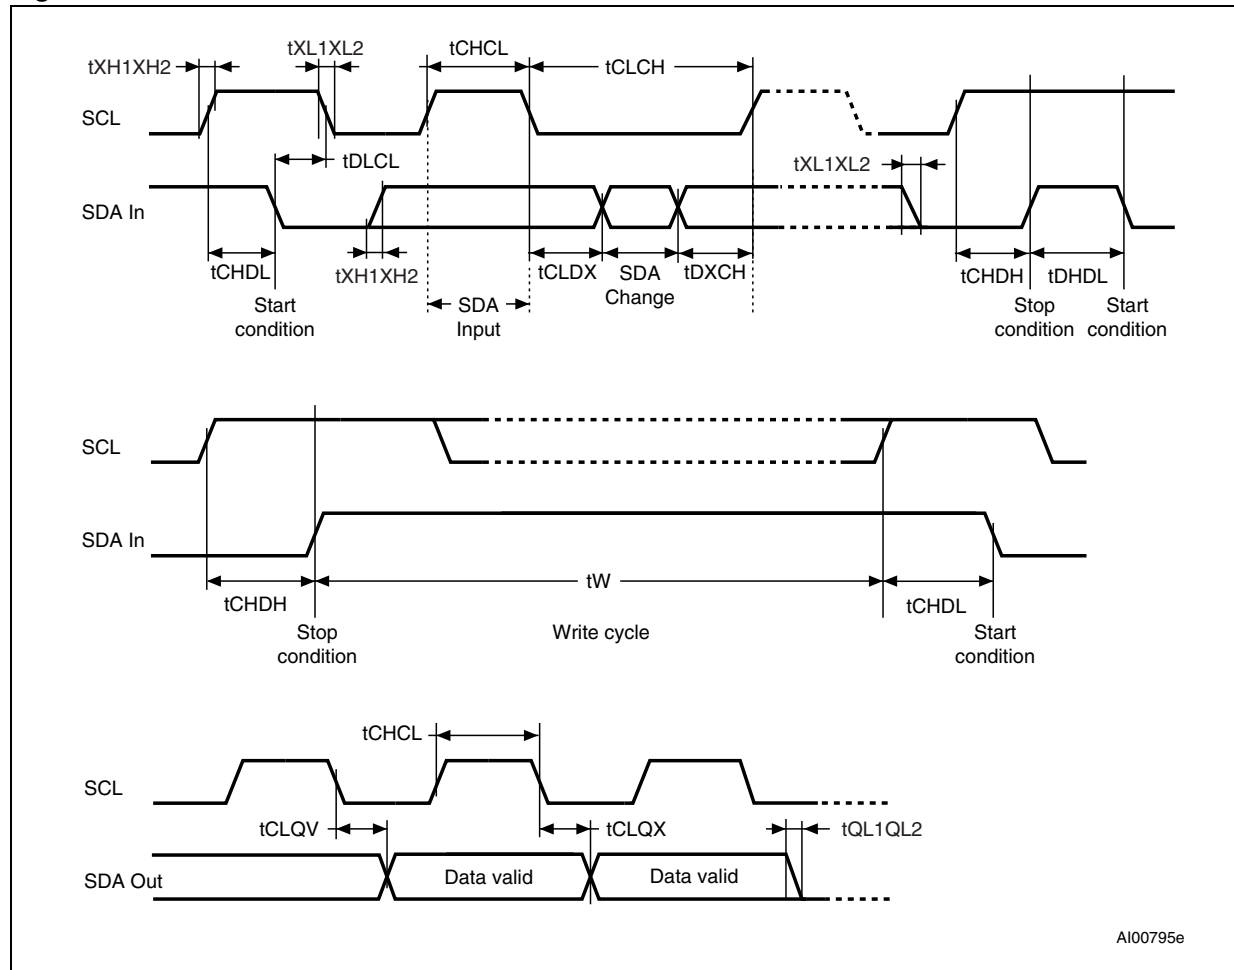 tXL1XL2
tCHCL
tXH1XH2
tCLCH
SCL
tDLCL
tXL1XL2
SDA In
tCHDL
tXH1XH2
tCLDX
SDA
Change
tDXCH
tCHDH
tDHDL
Start
condition
SDA
Input
Stop
condition
Start
condition
SCL
SDA In
tCHDH
tW
tCHDL
Stop
condition
Write cycle
Start
condition
tCHCL
SCL
tCLQV
tCLQX
tQL1QL2
SDA Out
Data valid
Data valid
AI00795e